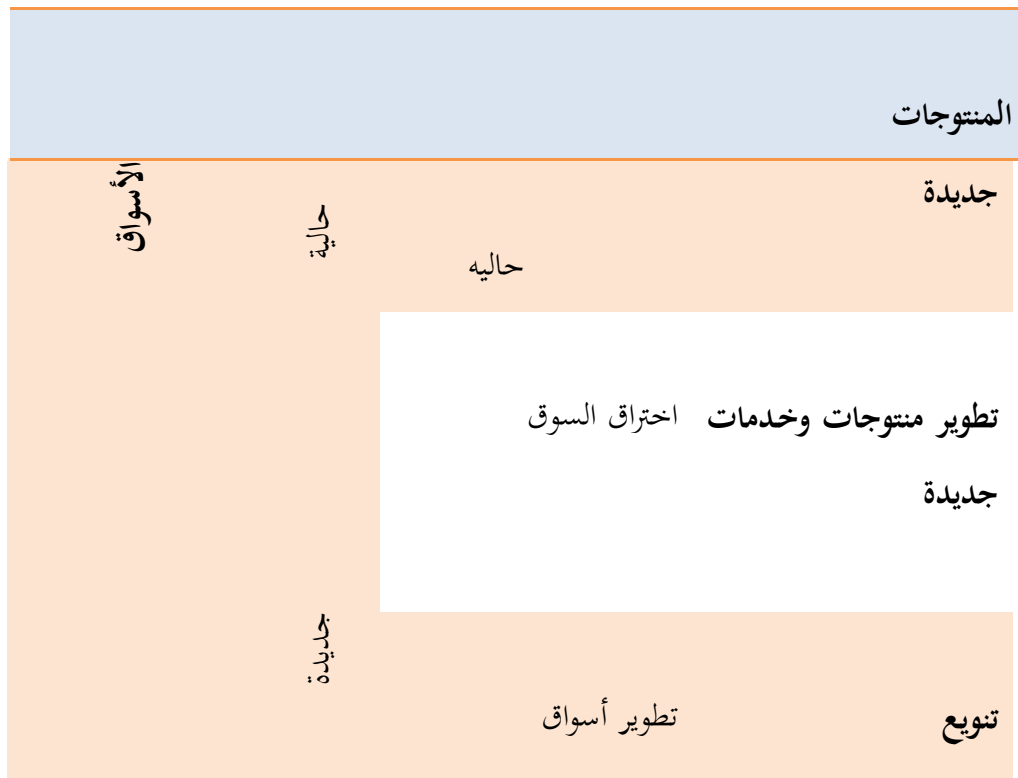 المنتوجات
جديدة
حاليه
حالية
الأسواق
تطوير منتوجات وخدمات
جديدة
اختراق السوق
جديدة
تنويع
تطوير أسواق